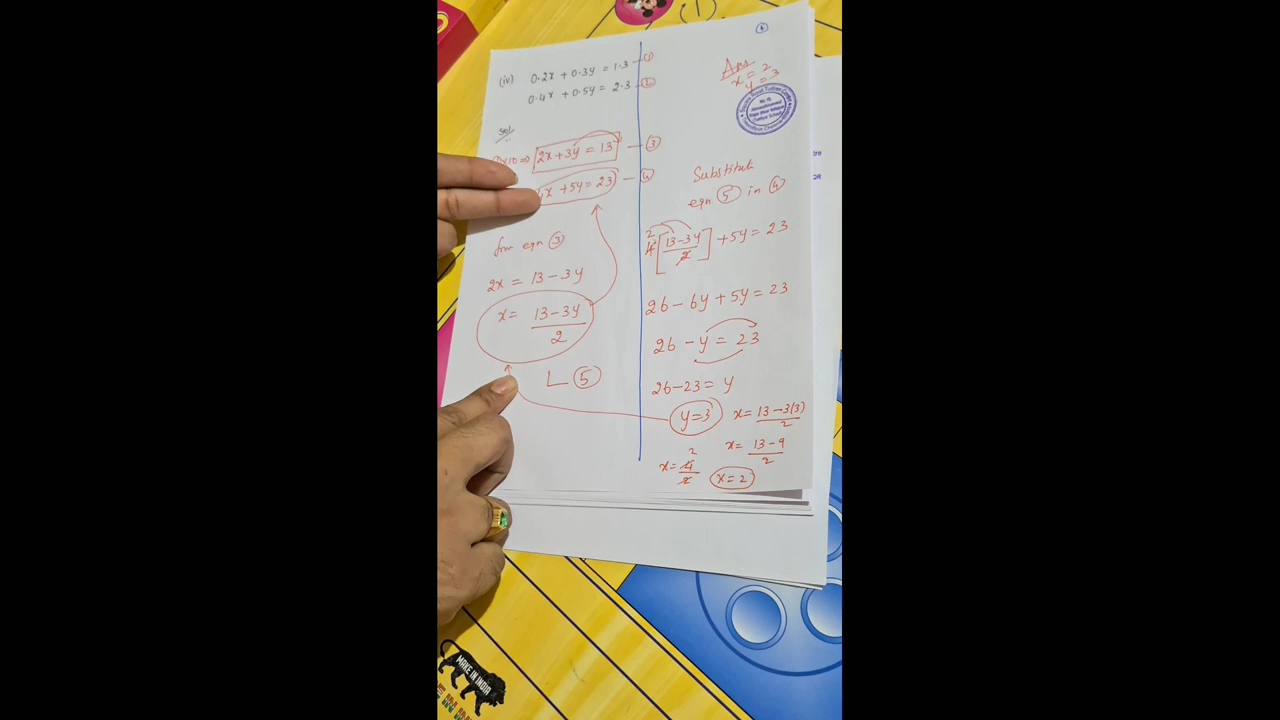 (iv) 0.2x + 0.3y = 1.3 — (1)
0.4x + 0.5y = 2.3 — (2)
Sol
2x + 3y = 13 — (3)
4x + 5y = 23 — (4)
from eqn (3)
2x = 13 - 3y
x = 13 - 3y
2
(5)
Ans
x = 2
y = 3
Substitute
eqn (5) in (4)
2
4[13 - 3y / 2] + 5y = 23
26 - 6y + 5y = 23
26 - y = 23
26 - 23 = y
y = 3
x = 13 - 3(3)
2
x = 13 - 9
2
x = 4 / 2
2
x = 2
MAKE IN INDIA